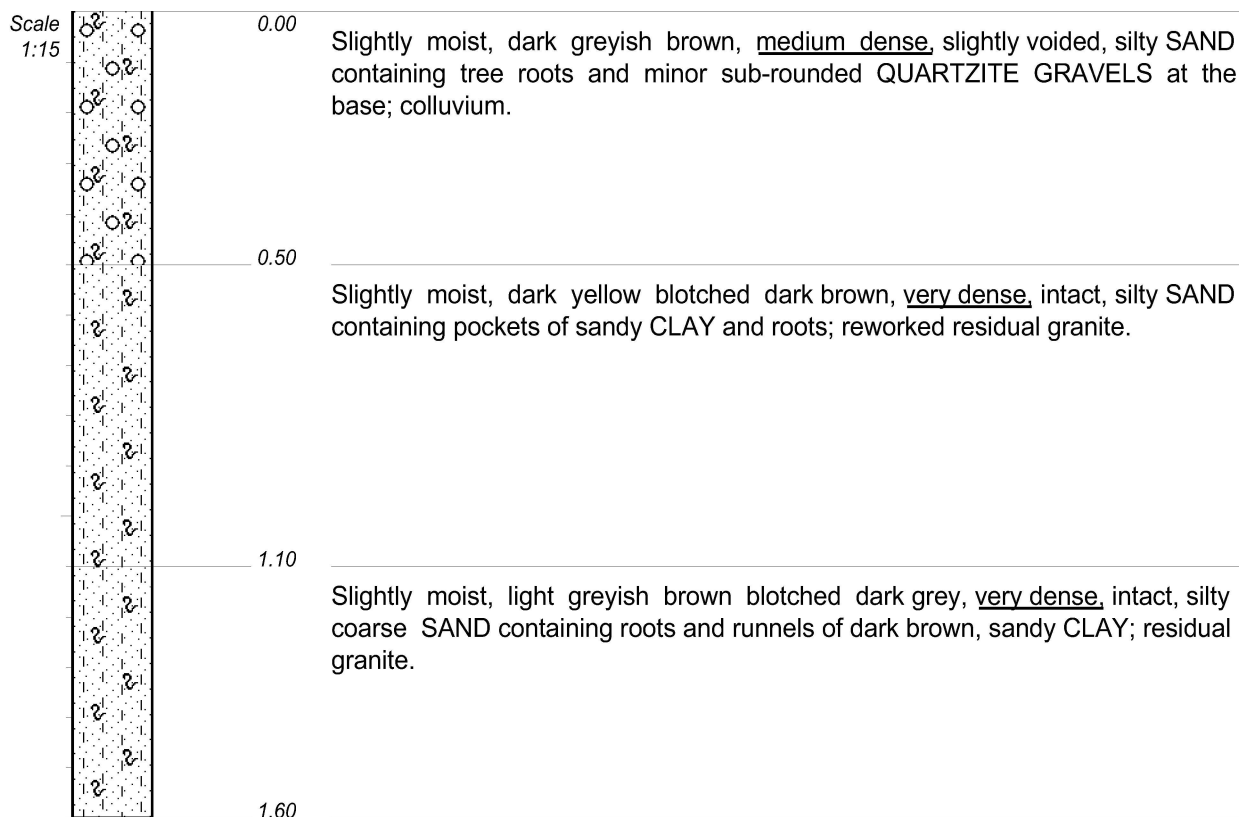 Scale
1:15
0.00
Slightly moist, dark greyish brown, medium dense, slightly voided, silty SAND
containing tree roots and minor sub-rounded QUARTZITE GRAVELS at the
base; colluvium.
0.50
Slightly moist, dark yellow blotched dark brown, very dense, intact, silty SAND
containing pockets of sandy CLAY and roots; reworked residual granite.
1.10
Slightly moist, light greyish brown blotched dark grey, very dense, intact, silty
coarse SAND containing roots and runnels of dark brown, sandy CLAY; residual
granite.
1.60